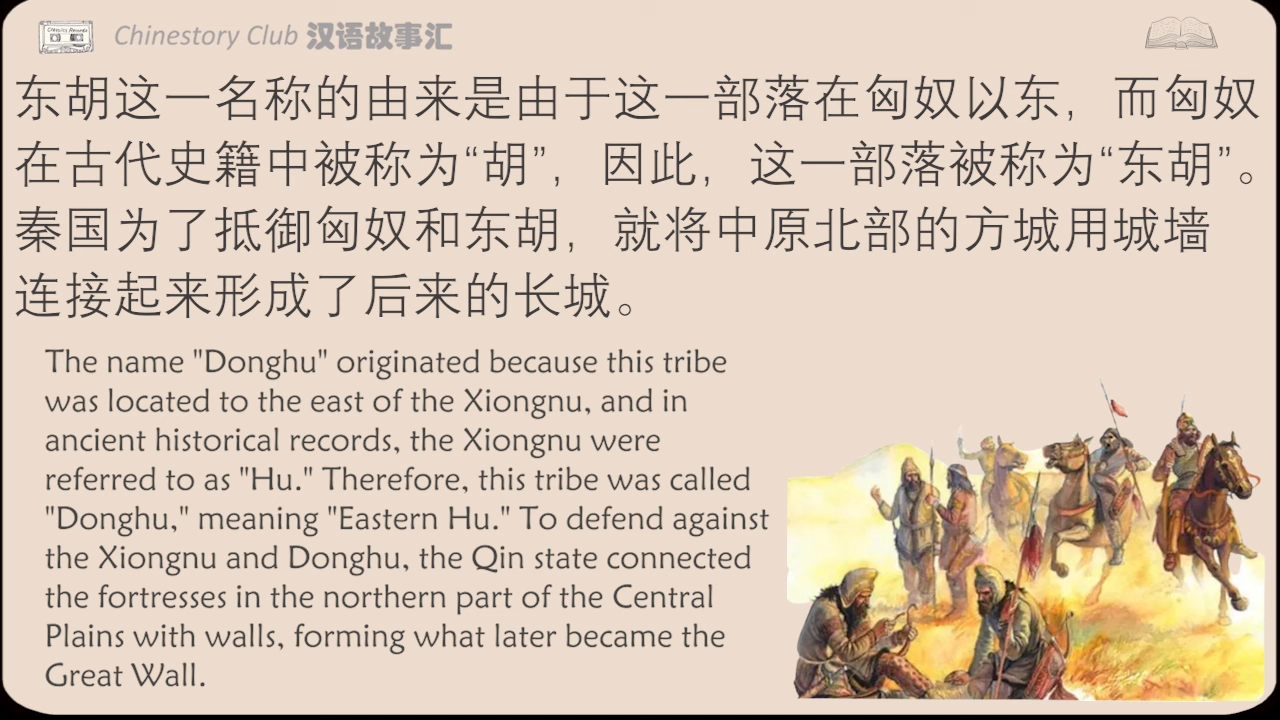 Chinestory Club 汉语故事汇
东胡这一名称的由来是由于这一部落在匈奴以东，而匈奴
在古代史籍中被称为“胡”，因此，这一部落被称为“东胡”。
秦国为了抵御匈奴和东胡，就将中原北部的方城用城墙
连接起来形成了后来的长城。
The name "Donghu" originated because this tribe
was located to the east of the Xiongnu, and in
ancient historical records, the Xiongnu were
referred to as "Hu." Therefore, this tribe was called
"Donghu," meaning "Eastern Hu." To defend against
the Xiongnu and Donghu, the Qin state connected
the fortresses in the northern part of the Central
Plains with walls, forming what later became the
Great Wall.